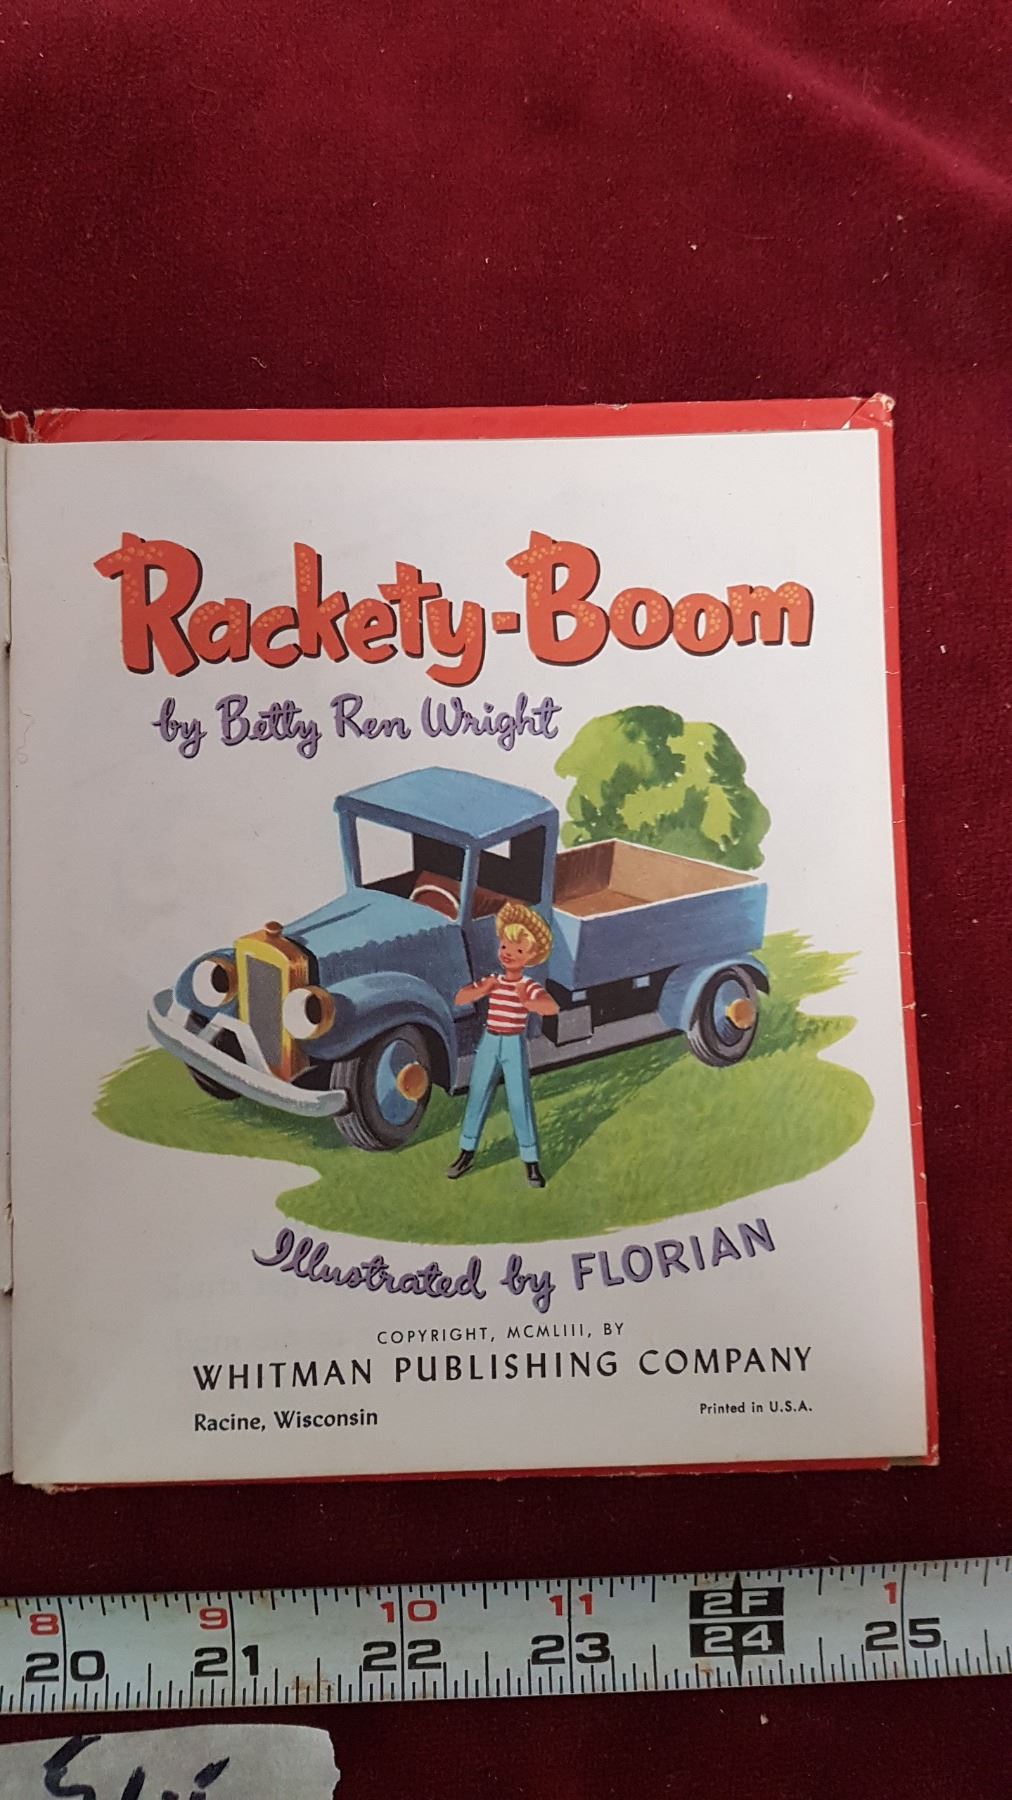 Rackety-Boom
by Betty Ren Wright
Illustrated by FLORIAN
COPYRIGHT, MCMLIII, BY
WHITMAN PUBLISHING COMPANY
Racine, Wisconsin
Printed in U.S.A.
8 9 10 11 2F 1
20 21 22 23 24 25